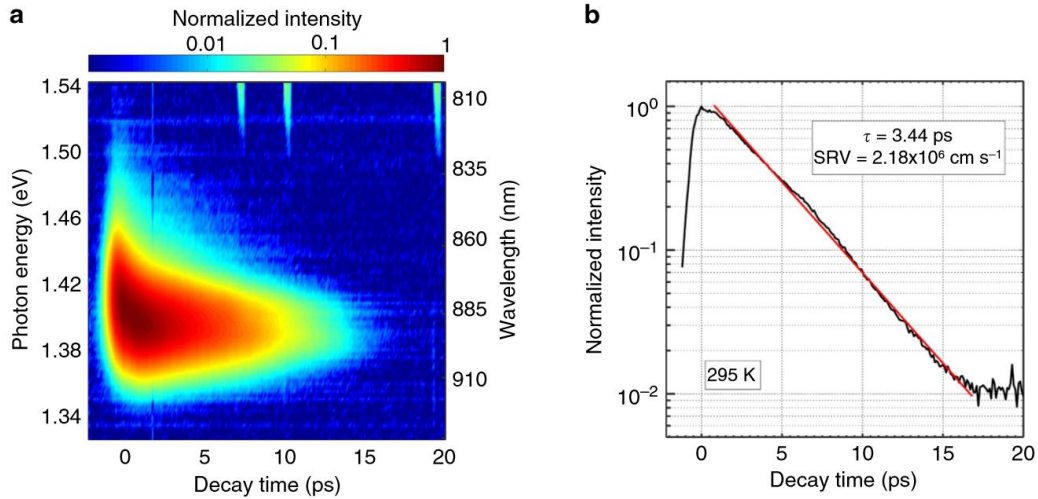 a
Normalized intensity
0.01 0.1 1
1.54
1.50
1.46
1.42
1.38
1.34
Photon energy (eV)
810
835
860
885
910
Wavelength (nm)
0 5 10 15 20
Decay time (ps)
b
10⁰
10⁻¹
10⁻²
Normalized intensity
τ = 3.44 ps
SRV = 2.18x10⁶ cm s⁻¹
295 K
0 5 10 15 20
Decay time (ps)